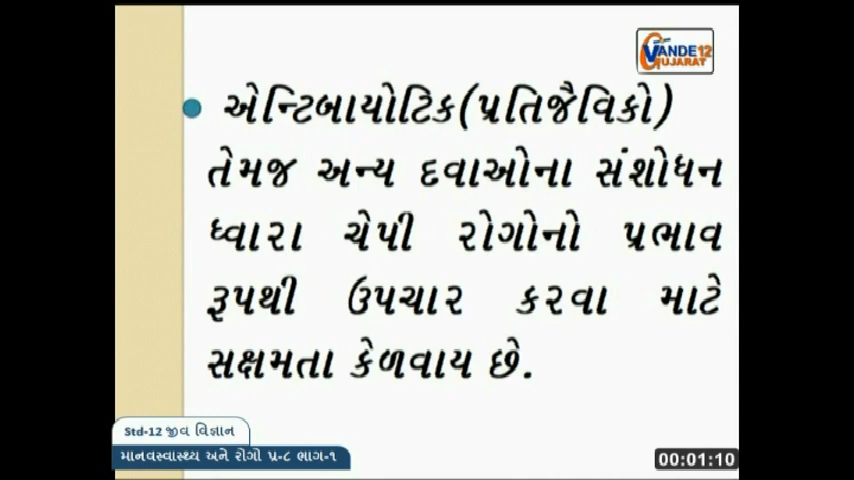 VANDE 12
GUJARAT
એન્ટિબાયોટિક(પ્રતિજૈવિકો)
તેમજ અન્ય દવાઓના સંશોધન
ધ્વારા ચેપી રોગોનો પ્રભાવ
રૂપથી ઉપચાર કરવા માટે
સક્ષમતા કેળવાય છે.
Std-12 જીવ વિજ્ઞાન
માનવસ્વાસ્થ્ય અને રોગો પ્ર-૮ ભાગ-૧
00:01:10